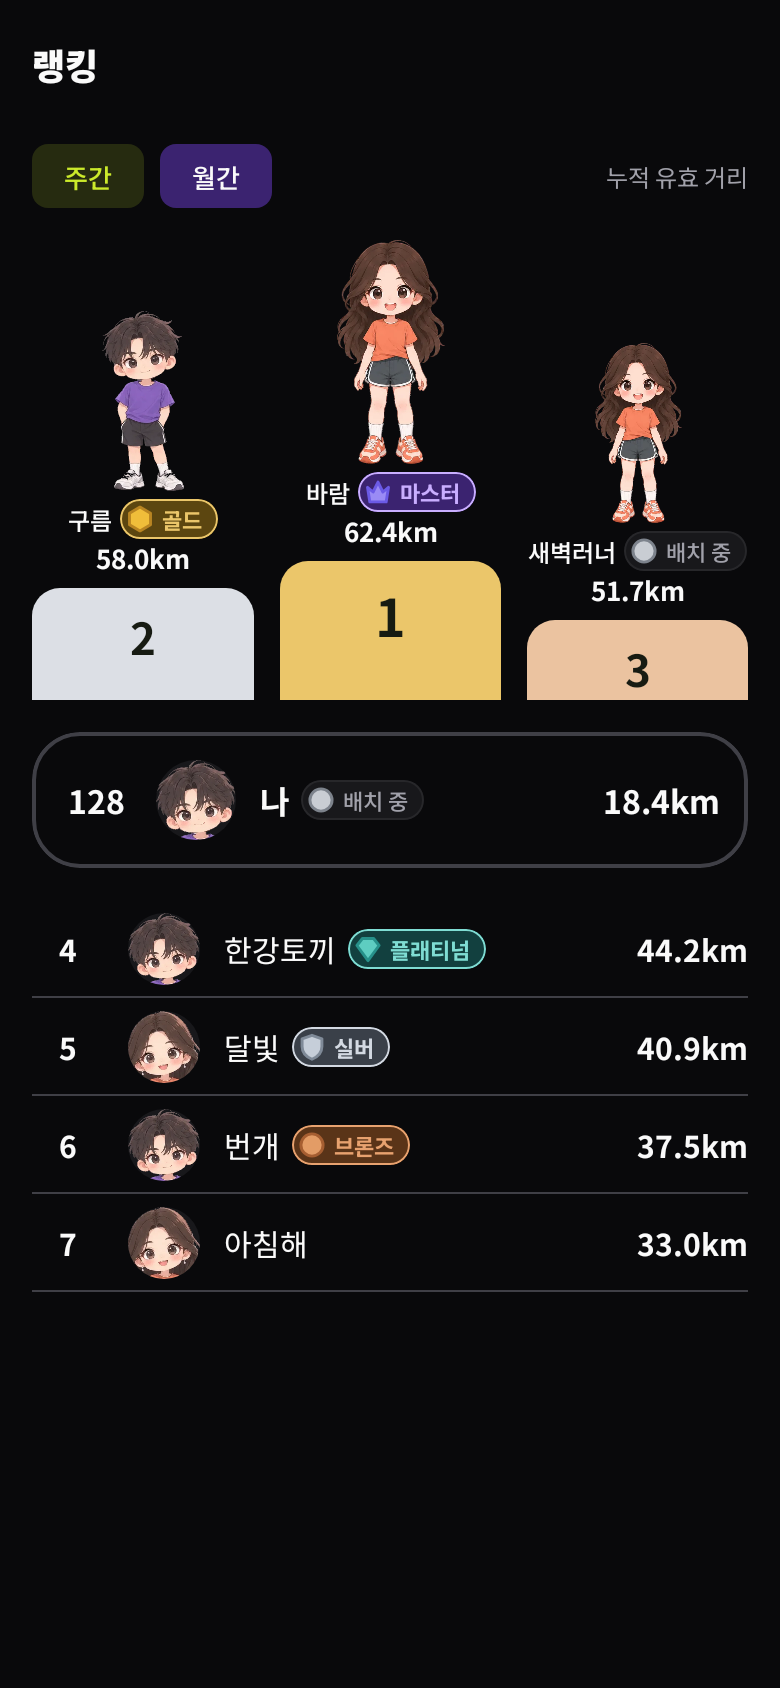 랭킹
주간 월간 누적 유효 거리
바람 마스터
62.4km
구름 골드
58.0km
새벽러너 배치 중
51.7km
2 1 3
128 나 배치 중 18.4km
4 한강토끼 플래티넘 44.2km
5 달빛 실버 40.9km
6 번개 브론즈 37.5km
7 아침해 33.0km